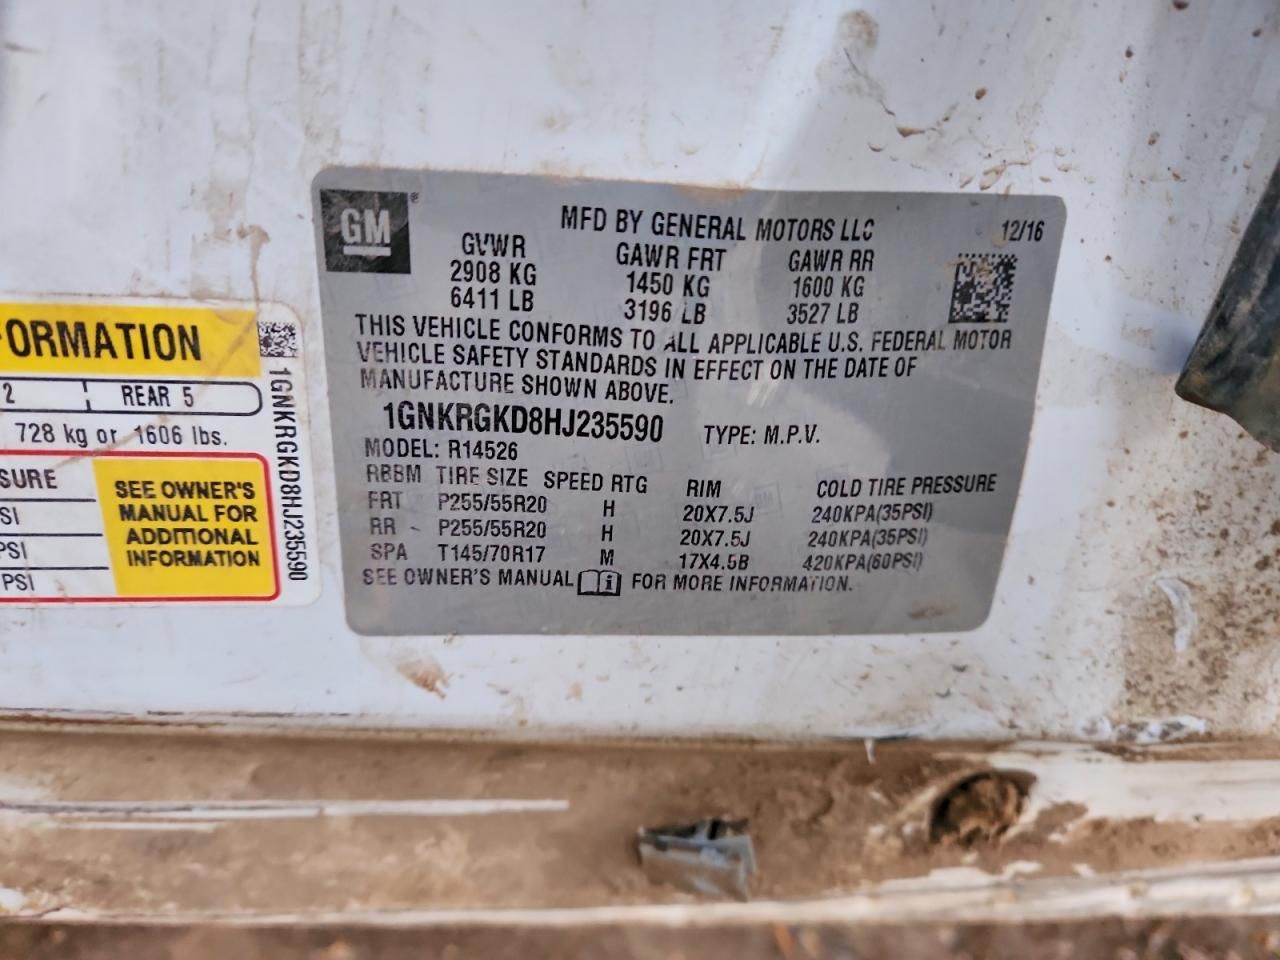 GM
®
MFD BY GENERAL MOTORS LLC 12/16
GVWR GAWR FRT GAWR RR
2908 KG 1450 KG 1600 KG
6411 LB 3196 LB 3527 LB
THIS VEHICLE CONFORMS TO ALL APPLICABLE U.S. FEDERAL MOTOR
VEHICLE SAFETY STANDARDS IN EFFECT ON THE DATE OF
MANUFACTURE SHOWN ABOVE.
1GNKRGKD8HJ235590 TYPE: M.P.V.
MODEL: R14526
RBBM TIRE SIZE SPEED RTG RIM COLD TIRE PRESSURE
FRT P255/55R20 H 20X7.5J 240KPA(35PSI)
RR - P255/55R20 H 20X7.5J 240KPA(35PSI)
SPA T145/70R17 M 17X4.5B 420KPA(60PSI)
SEE OWNER'S MANUAL i FOR MORE INFORMATION.
ORMATION
2 REAR 5
728 kg or 1606 lbs.
SURE
SI
PSI
PSI
SEE OWNER'S
MANUAL FOR
ADDITIONAL
INFORMATION
1GNKRGKD8HJ235590